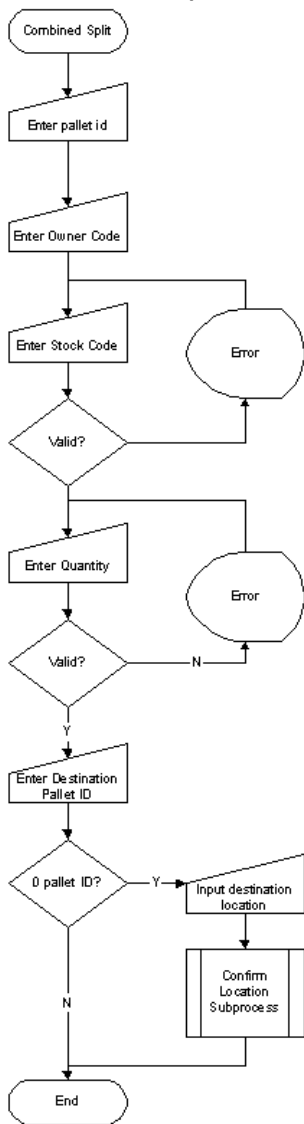 Combined Split
Enter pallet id
Enter Owner Code
Enter Stock Code
Error
Valid?
Enter Quantity
Error
Valid?
N
Y
Enter Destination
Pallet ID
0 pallet ID?
Y
Input destination
location
N
Confirm
Location
Subprocess
End